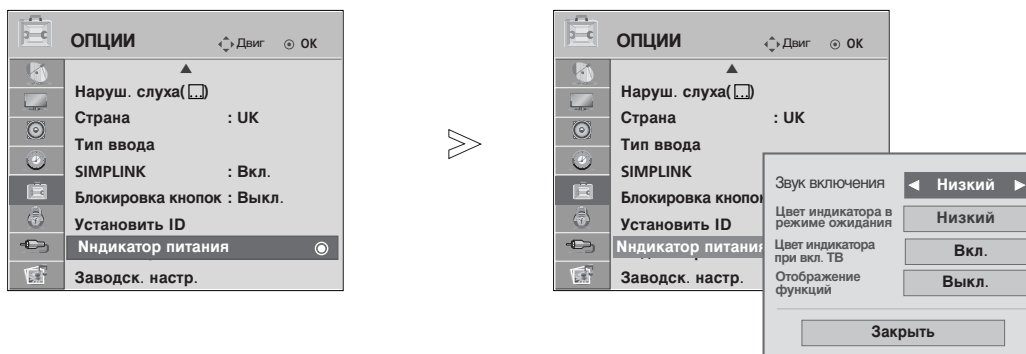 ОПЦИИ Двиг OK
Наруш. слуха(...)
Страна : UK
Тип ввода
SIMPLINK : Вкл.
Блокировка кнопок : Выкл.
Установить ID
Nндикатор питания
Заводск. настр.
ОПЦИИ Двиг OK
Наруш. слуха(...)
Страна : UK
Тип ввода
SIMPLINK
Блокировка кнопо
Установить ID
Nндикатор питания
Заводск. настр.
Звук включения Низкий
Цвет индикатора в
режиме ожидания Низкий
Цвет индикатора
при вкл. ТВ Вкл.
Отображение
функций Выкл.
Закрыть